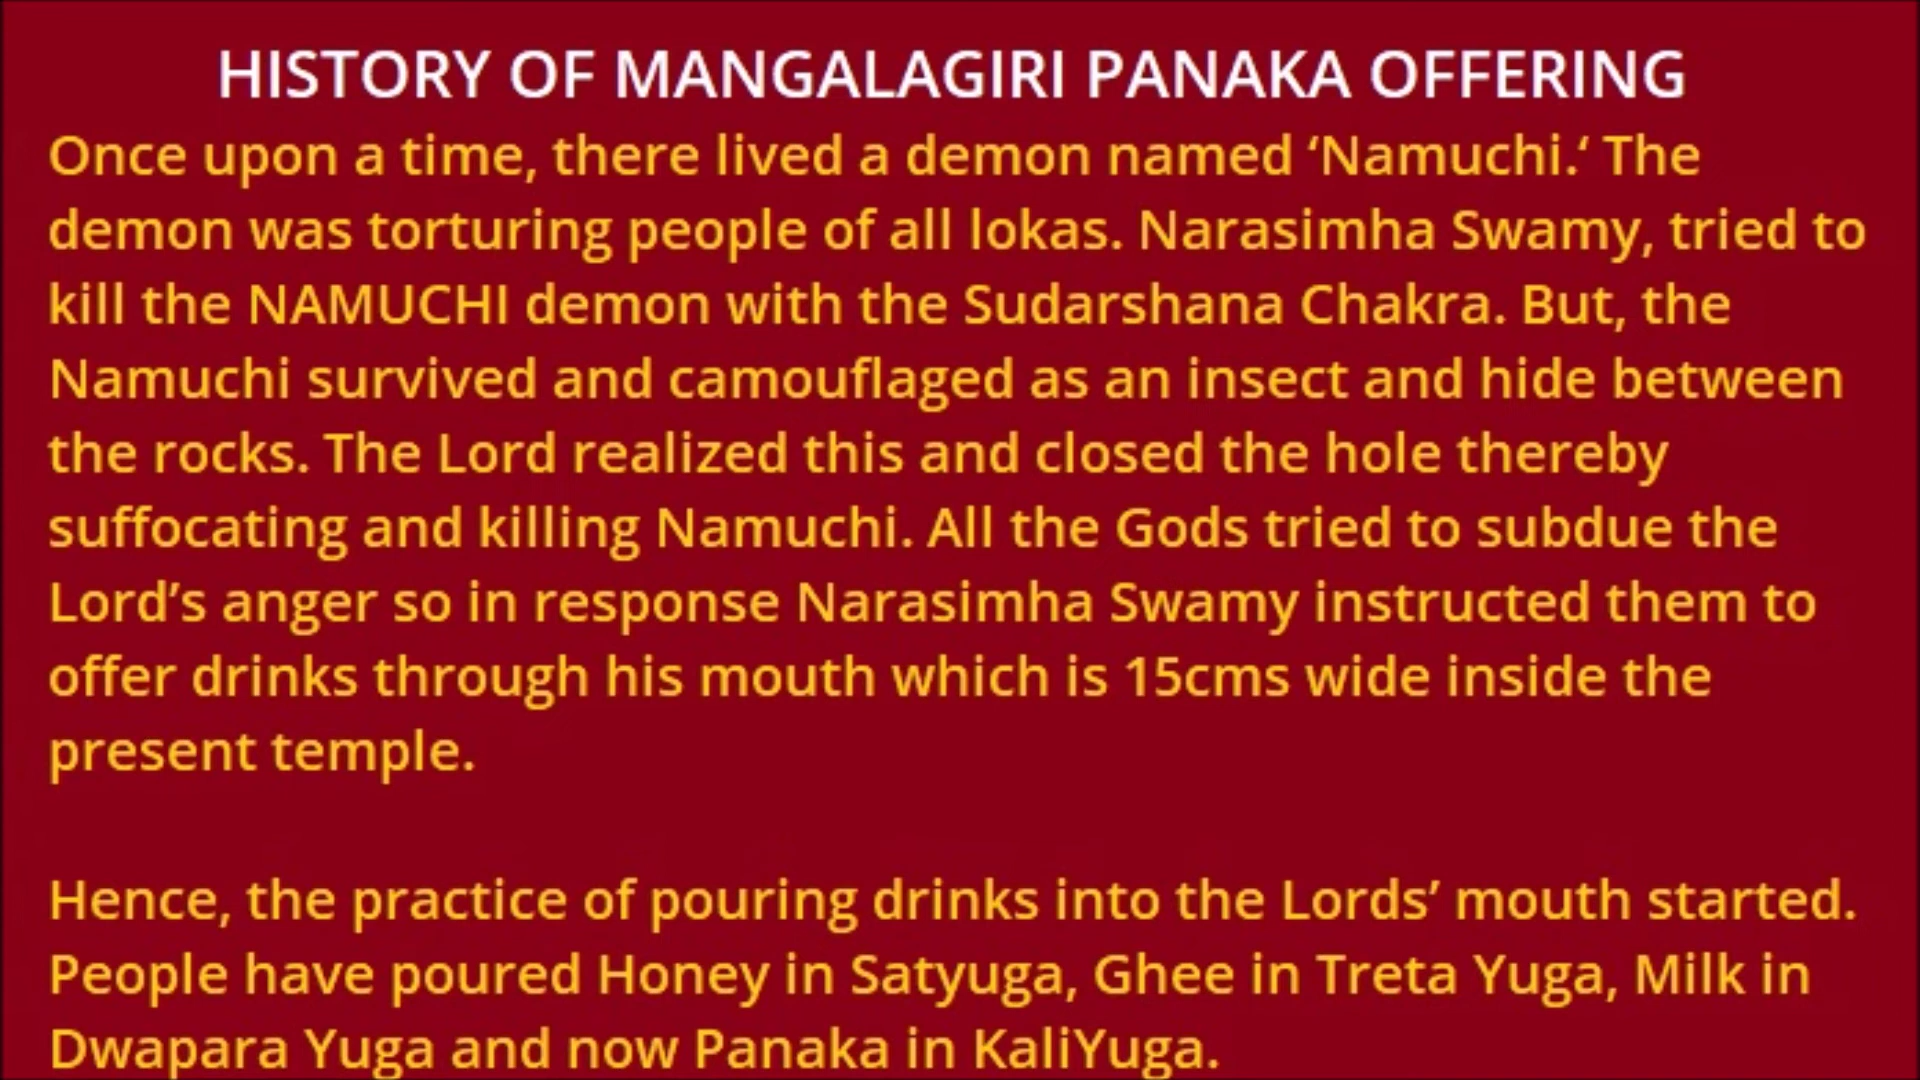 HISTORY OF MANGALAGIRI PANAKA OFFERING
Once upon a time, there lived a demon named ‘Namuchi.‘ The
demon was torturing people of all lokas. Narasimha Swamy, tried to
kill the NAMUCHI demon with the Sudarshana Chakra. But, the
Namuchi survived and camouflaged as an insect and hide between
the rocks. The Lord realized this and closed the hole thereby
suffocating and killing Namuchi. All the Gods tried to subdue the
Lord’s anger so in response Narasimha Swamy instructed them to
offer drinks through his mouth which is 15cms wide inside the
present temple.
Hence, the practice of pouring drinks into the Lords’ mouth started.
People have poured Honey in Satyuga, Ghee in Treta Yuga, Milk in
Dwapara Yuga and now Panaka in KaliYuga.